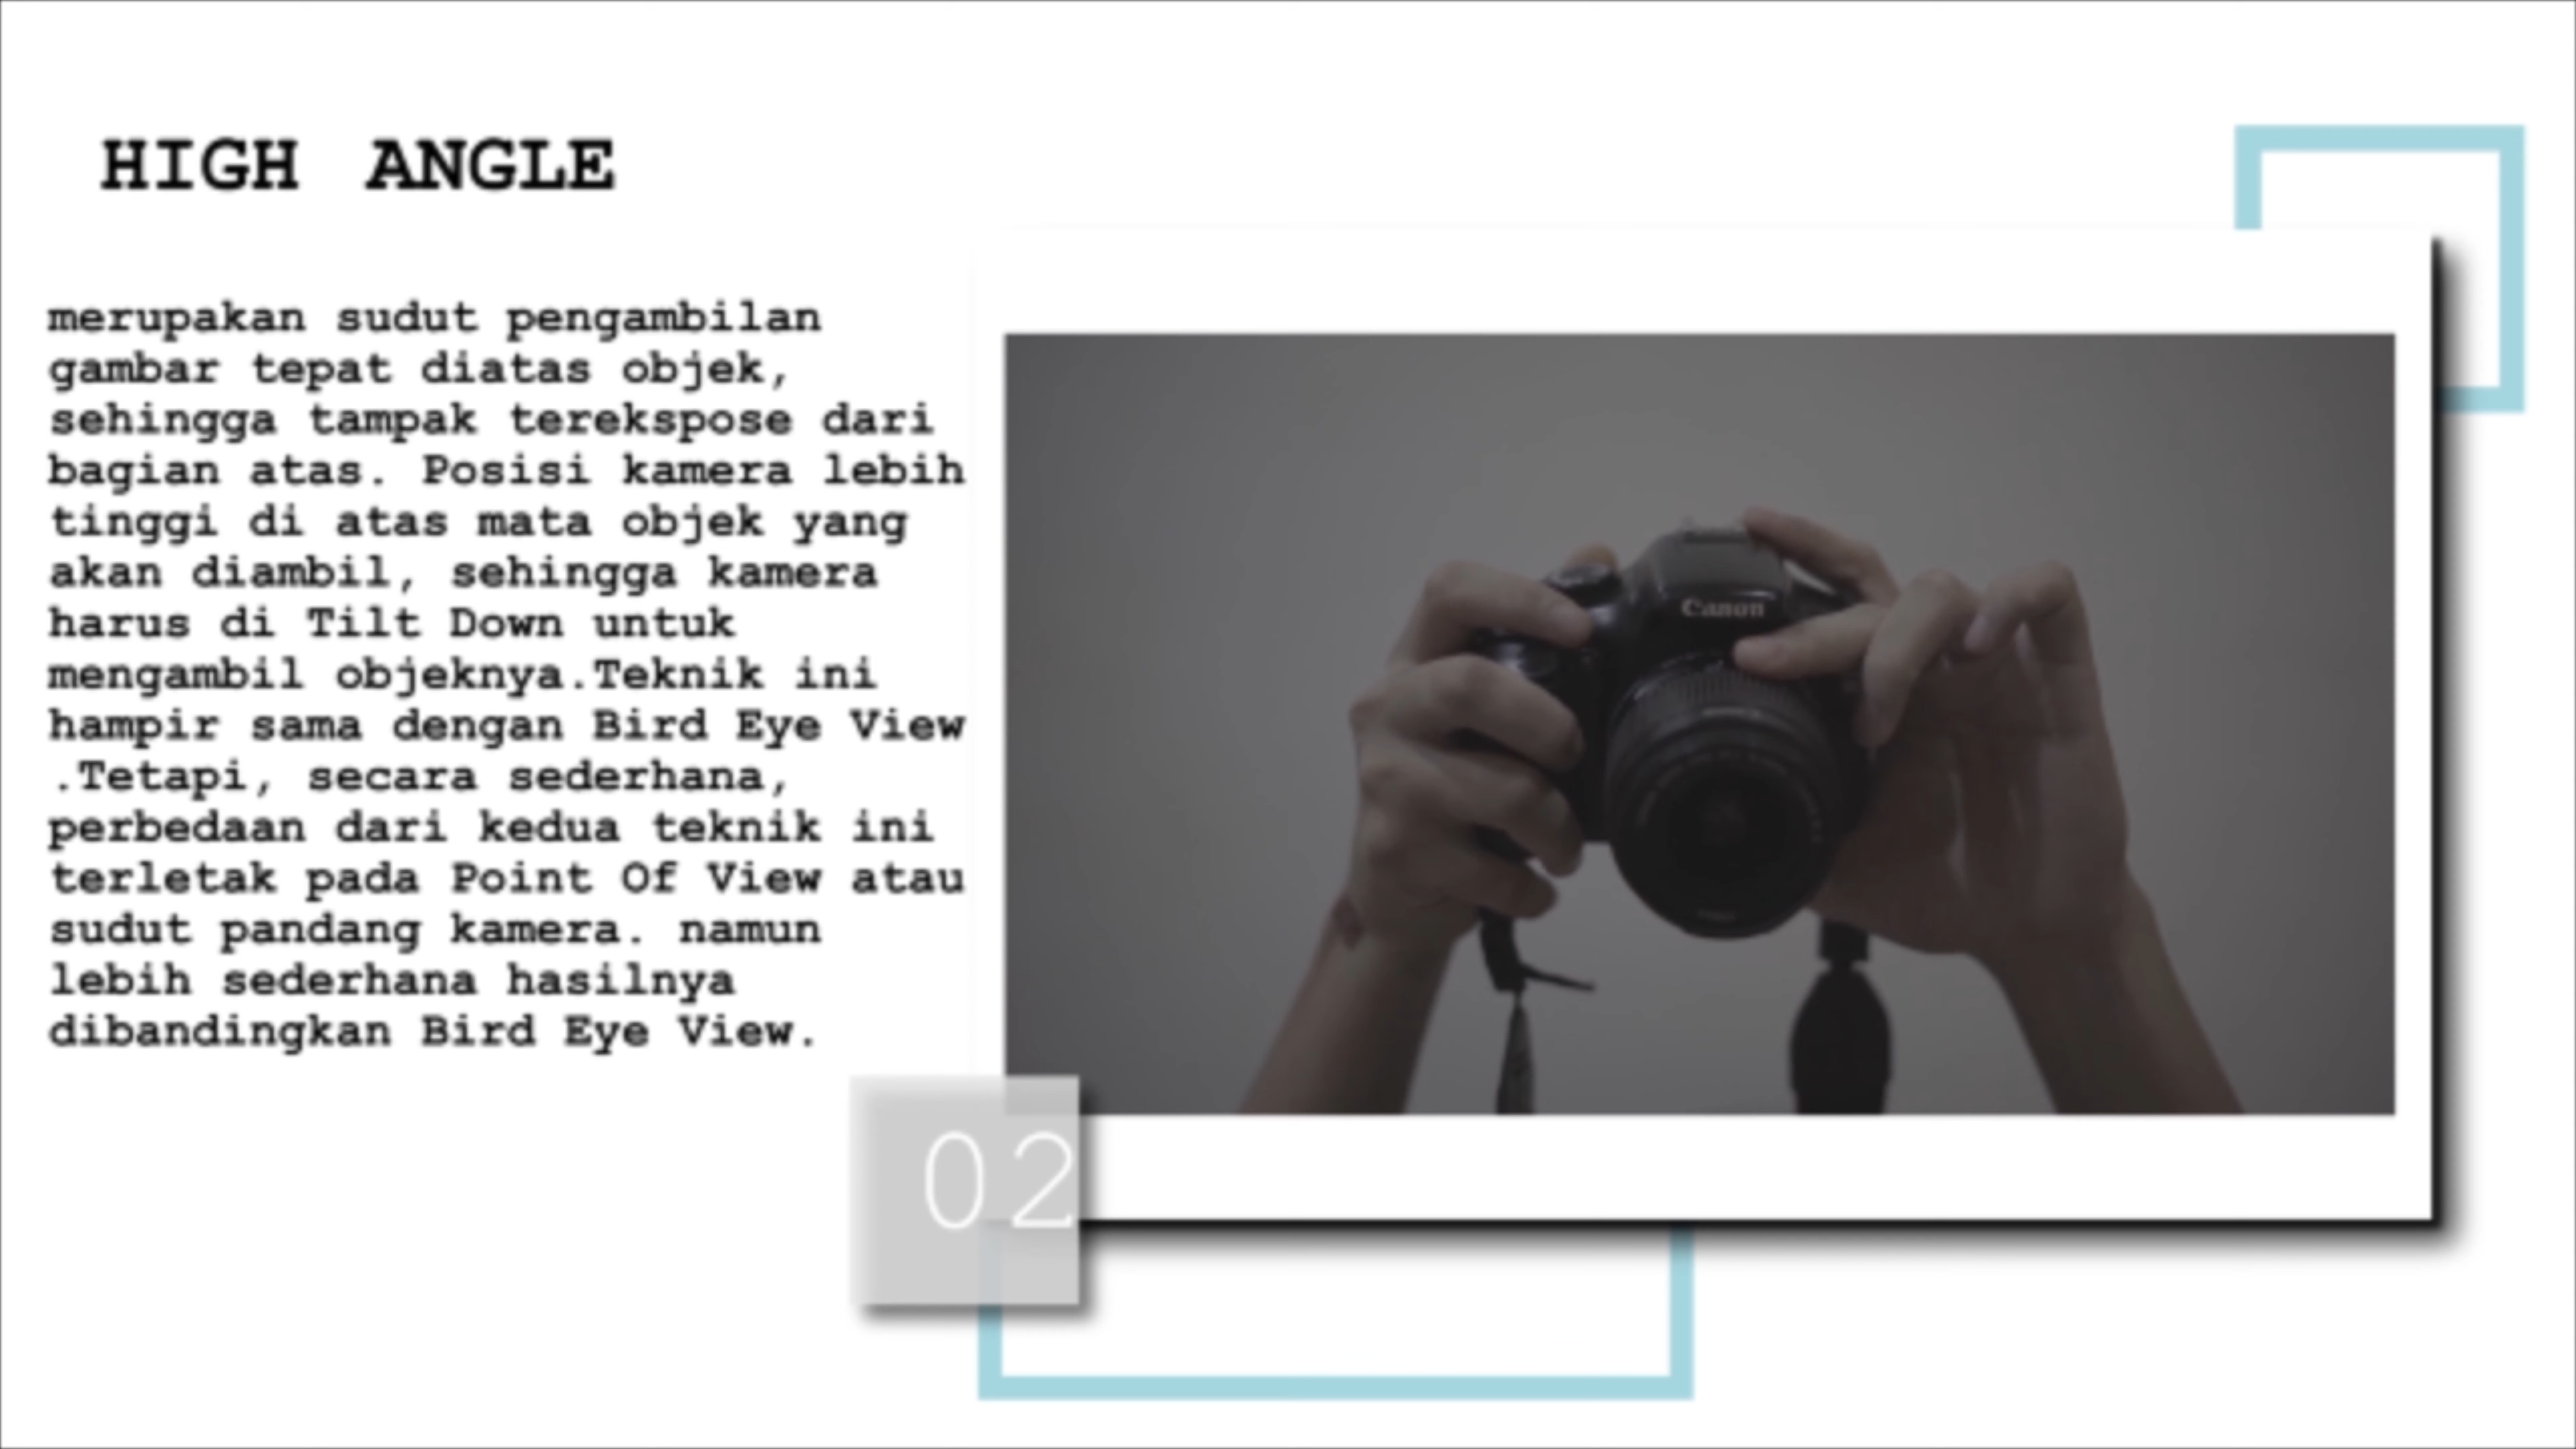 HIGH ANGLE
merupakan sudut pengambilan
gambar tepat diatas objek,
sehingga tampak terekspose dari
bagian atas. Posisi kamera lebih
tinggi di atas mata objek yang
akan diambil, sehingga kamera
harus di Tilt Down untuk
mengambil objeknya.Teknik ini
hampir sama dengan Bird Eye View
.Tetapi, secara sederhana,
perbedaan dari kedua teknik ini
terletak pada Point Of View atau
sudut pandang kamera. namun
lebih sederhana hasilnya
dibandingkan Bird Eye View.
Canon
02